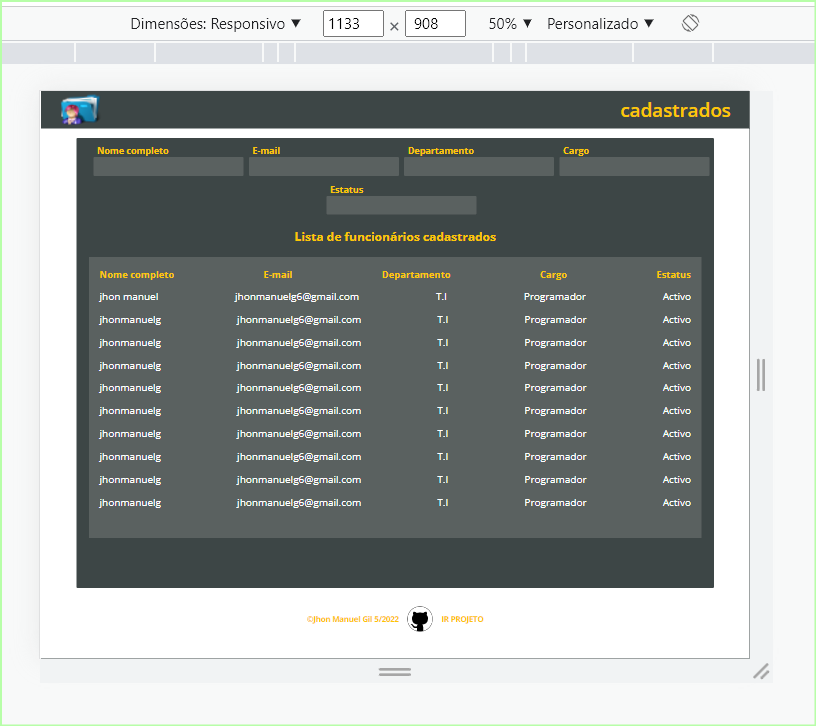 Dimensões: Responsivo ▼ 1133 × 908 50% ▼ Personalizado ▼
cadastrados
Nome completo E-mail Departamento Cargo
Estatus
Lista de funcionários cadastrados
Nome completo E-mail Departamento Cargo Estatus
jhon manuel jhonmanuelg6@gmail.com T.I Programador Activo
jhonmanuelg jhonmanuelg6@gmail.com T.I Programador Activo
jhonmanuelg jhonmanuelg6@gmail.com T.I Programador Activo
jhonmanuelg jhonmanuelg6@gmail.com T.I Programador Activo
jhonmanuelg jhonmanuelg6@gmail.com T.I Programador Activo
jhonmanuelg jhonmanuelg6@gmail.com T.I Programador Activo
jhonmanuelg jhonmanuelg6@gmail.com T.I Programador Activo
jhonmanuelg jhonmanuelg6@gmail.com T.I Programador Activo
jhonmanuelg jhonmanuelg6@gmail.com T.I Programador Activo
jhonmanuelg jhonmanuelg6@gmail.com T.I Programador Activo
©Jhon Manuel Gil 5/2022 IR PROJETO